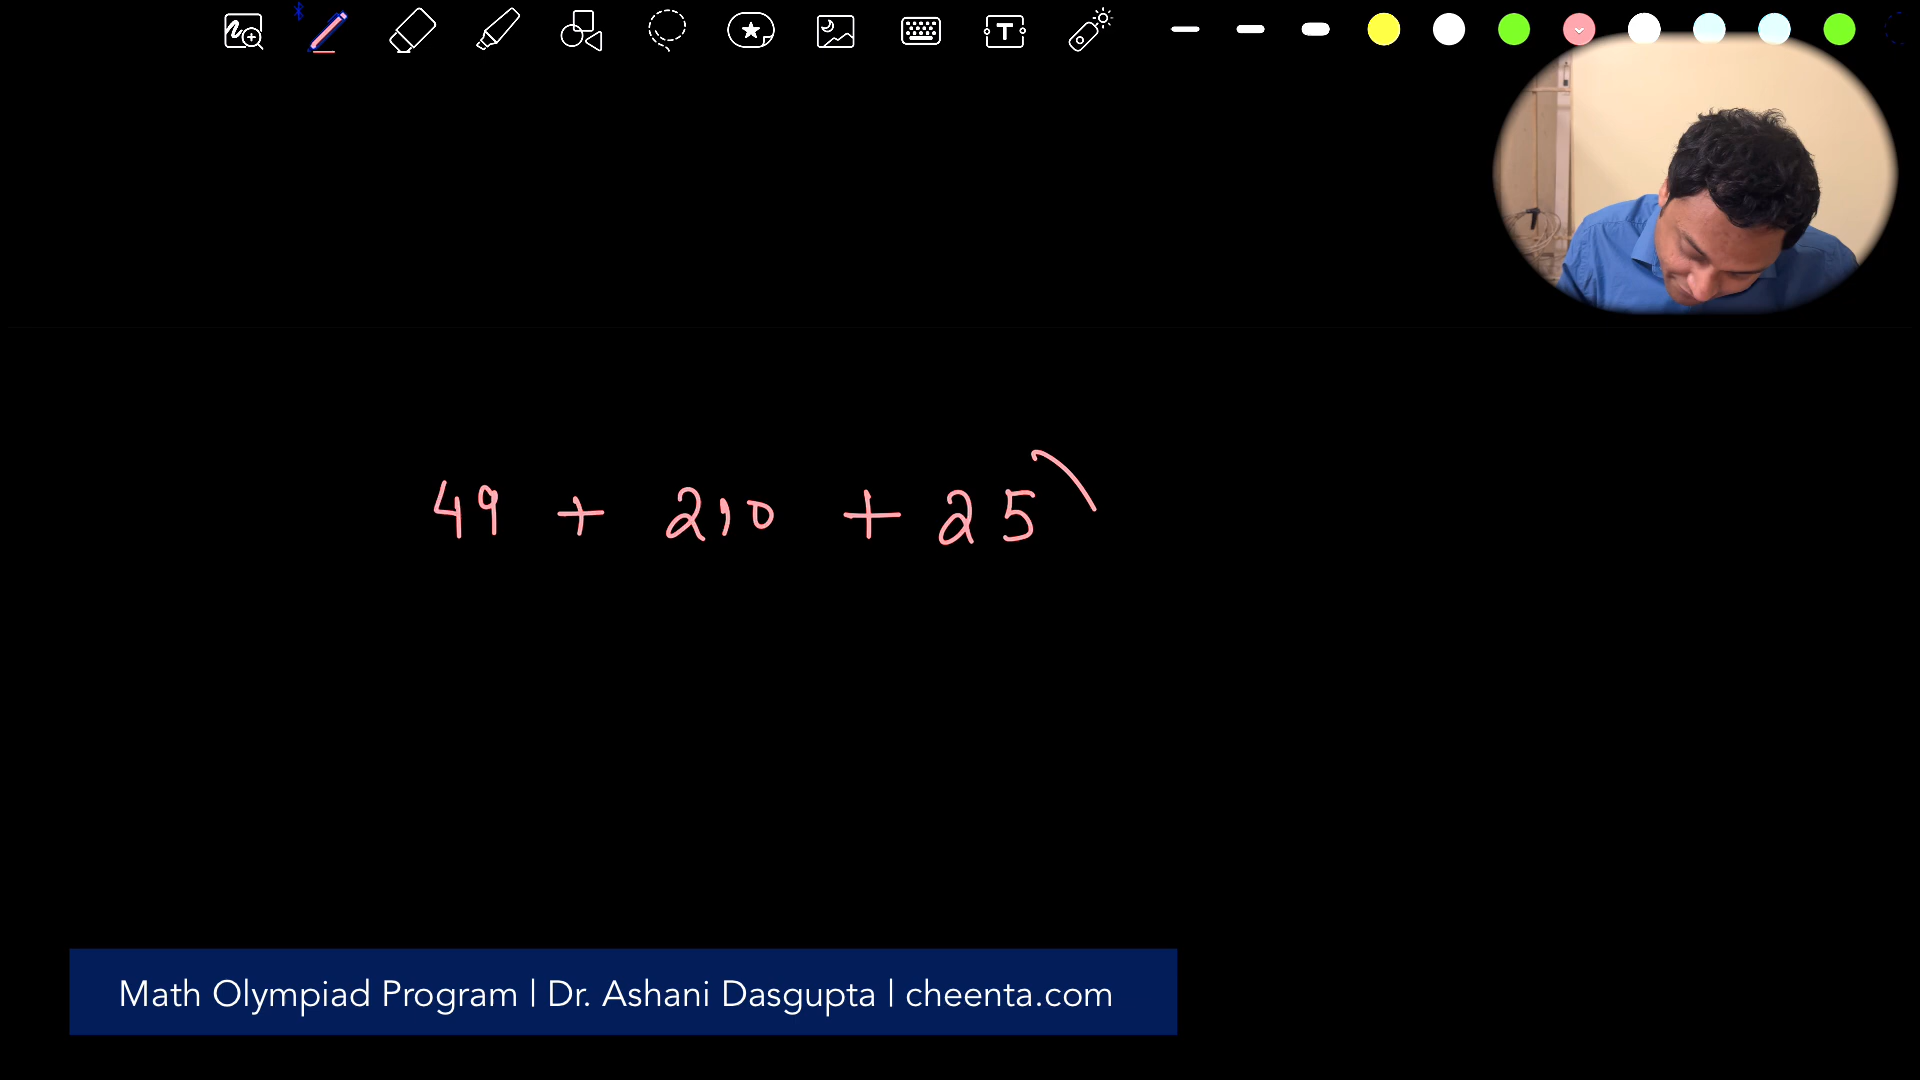 49 + 210 + 25
Math Olympiad Program | Dr. Ashani Dasgupta | cheenta.com